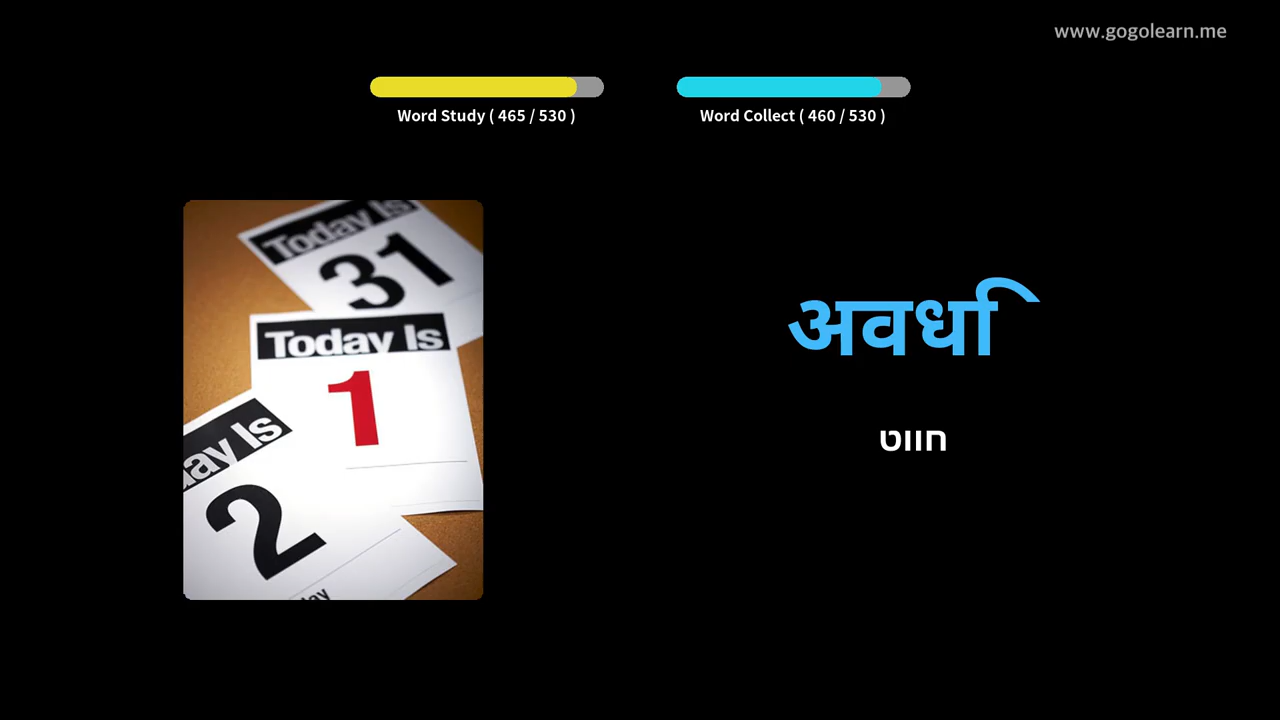 www.gogolearn.me
Word Study ( 465 / 530 )
Word Collect ( 460 / 530 )
Today Is
31
Today Is
1
ay Is
2
अवधि
חווט